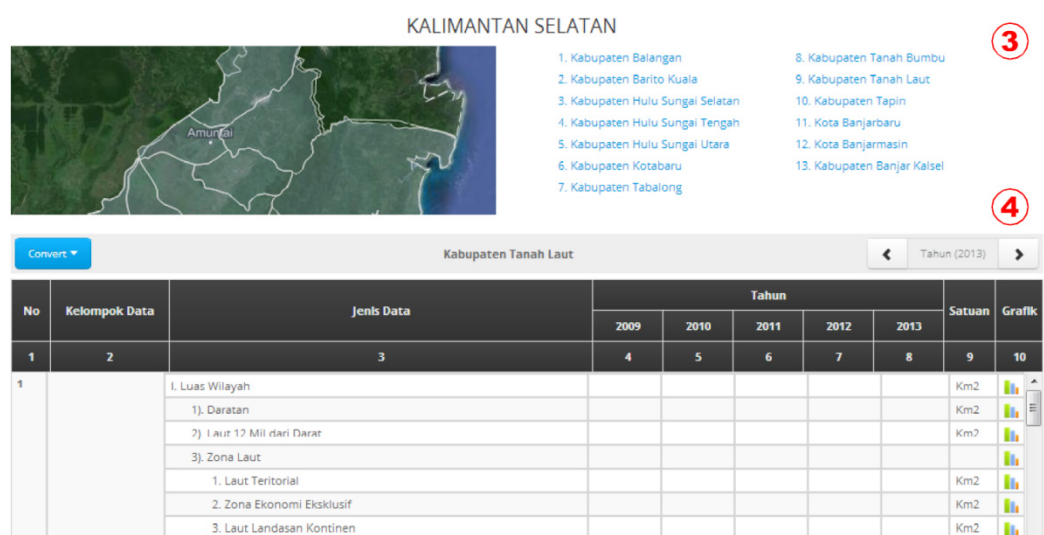 KALIMANTAN SELATAN
3
Amuntai
1. Kabupaten Balangan
2. Kabupaten Barito Kuala
3. Kabupaten Hulu Sungai Selatan
4. Kabupaten Hulu Sungai Tengah
5. Kabupaten Hulu Sungai Utara
6. Kabupaten Kotabaru
7. Kabupaten Tabalong
8. Kabupaten Tanah Bumbu
9. Kabupaten Tanah Laut
10. Kabupaten Tapin
11. Kota Banjarbaru
12. Kota Banjarmasin
13. Kabupaten Banjar Kalsel
4
Convert Kabupaten Tanah Laut Tahun (2013)
No Kelompok Data Jenis Data Tahun Satuan Grafik
2009 2010 2011 2012 2013
1 2 3 4 5 6 7 8 9 10
1 I. Luas Wilayah Km2
1). Daratan Km2
2). Laut 12 Mil dari Darat Km2
3). Zona Laut
1. Laut Teritorial Km2
2. Zona Ekonomi Eksklusif Km2
3. Laut Landasan Kontinen Km2